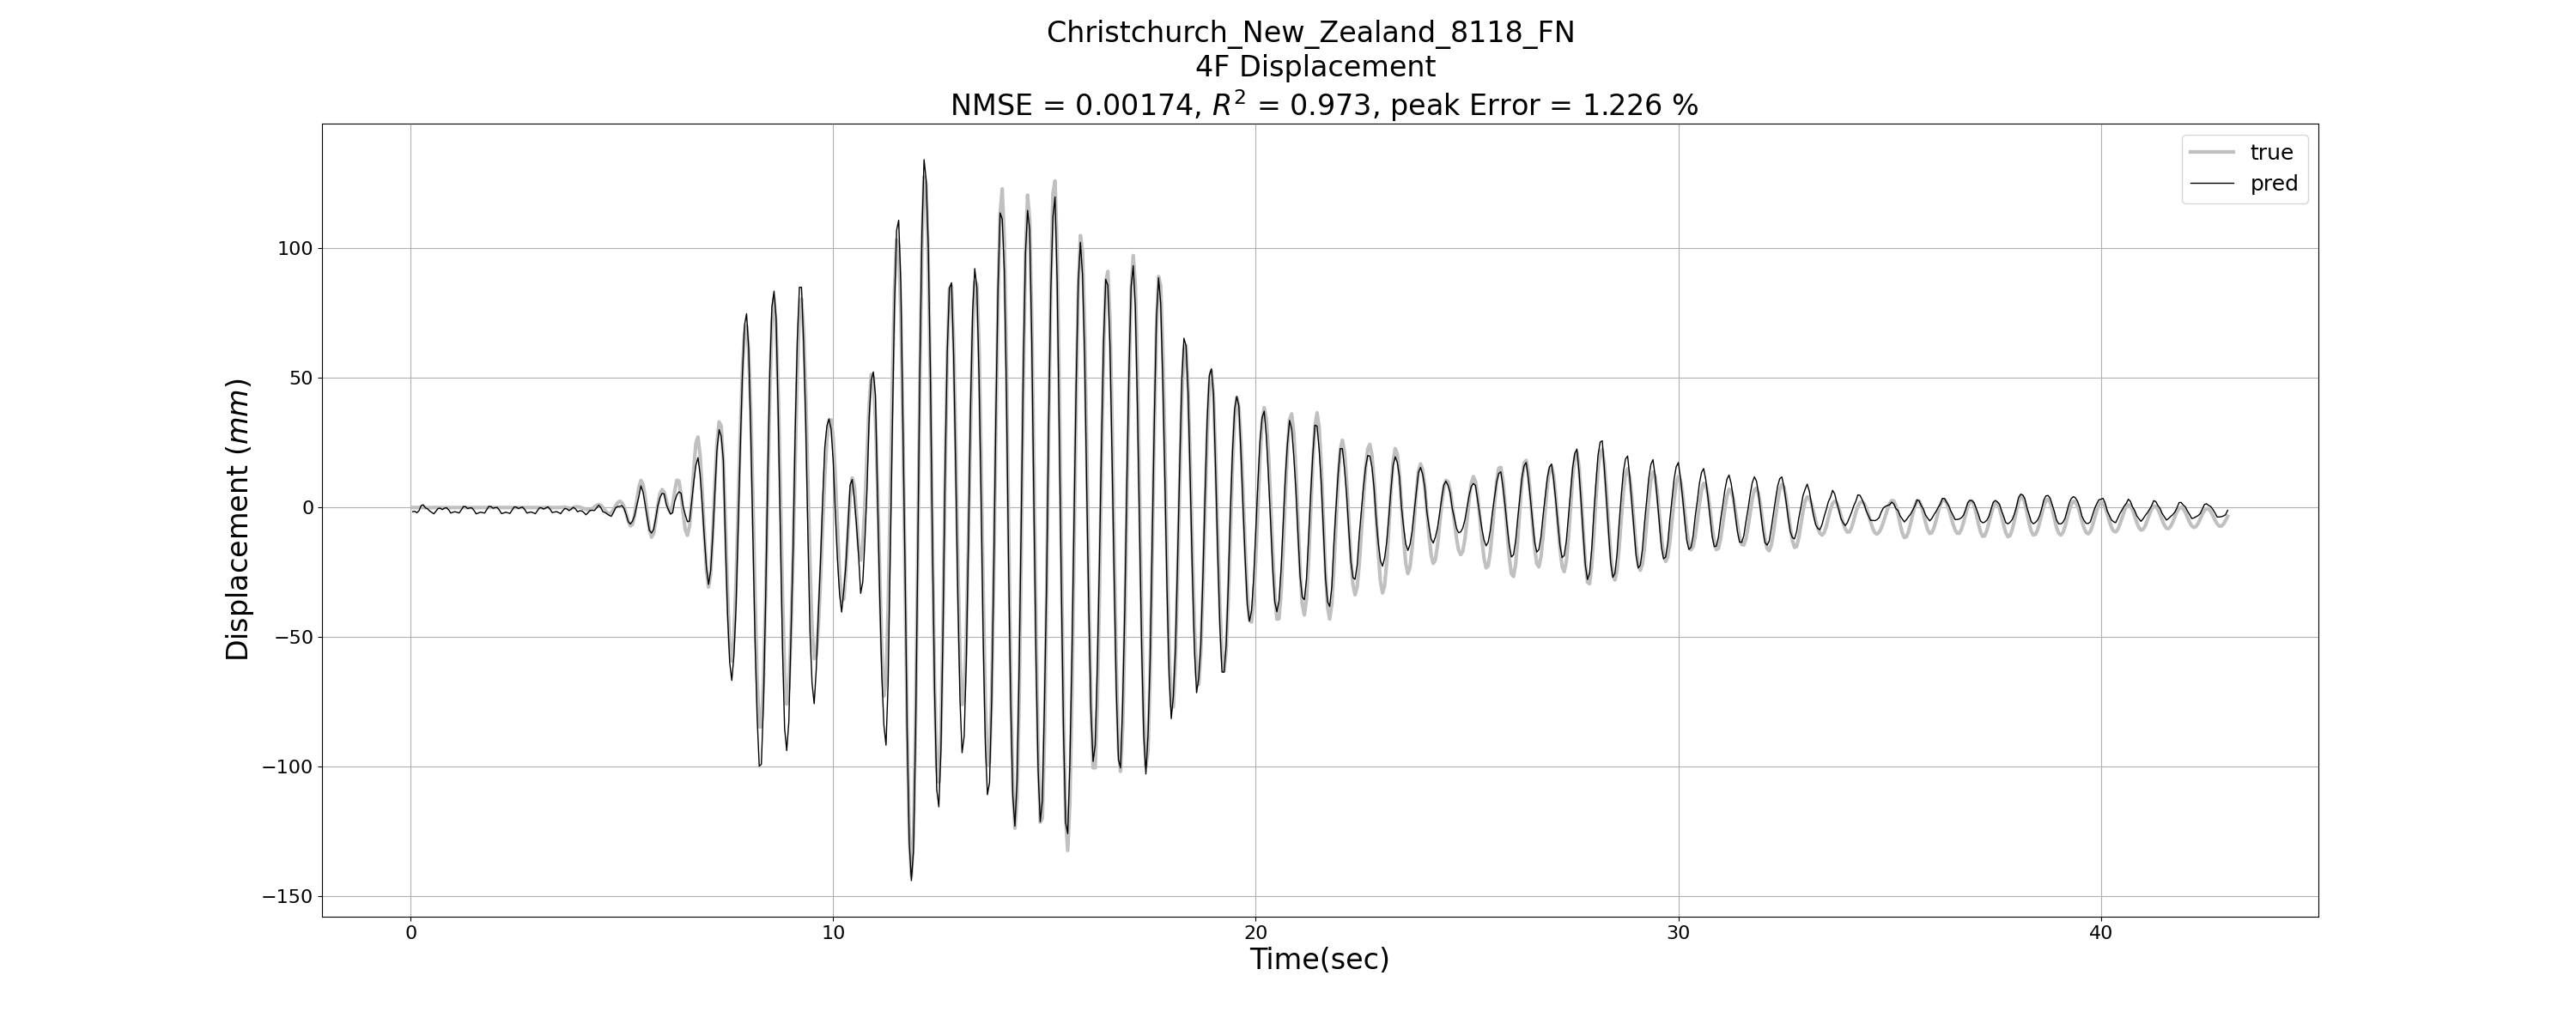 Christchurch_New_Zealand_8118_FN
4F Displacement
NMSE = 0.00174, R² = 0.973, peak Error = 1.226 %
true
pred
Displacement (mm)
100
50
0
−50
−100
−150
0
10
20
30
40
Time(sec)